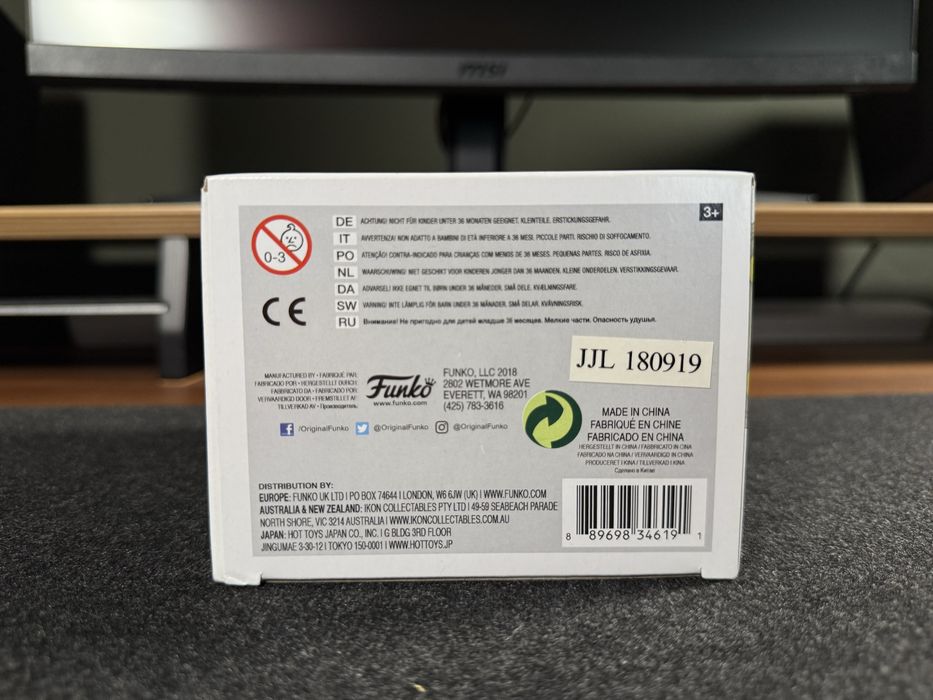 msi
3+
0-3
DE ACHTUNG! NICHT FÜR KINDER UNTER 36 MONATEN GEEIGNET, KLEINTEILE. ERSTICKUNGSGEFAHR.
IT AVVERTENZA! NON ADATTO A BAMBINI DI ETÀ INFERIORE A 36 MESI. PICCOLE PARTI. RISCHIO DI SOFFOCAMENTO.
PO ATENÇÃO! CONTRA-INDICADO PARA CRIANÇAS COM MENOS DE 36 MESES. PEQUENAS PARTES. RISCO DE ASFIXIA.
NL WAARSCHUWING! NIET GESCHIKT VOOR KINDEREN JONGER DAN 36 MAANDEN. KLEINE ONDERDELEN. VERSTIKKINGSGEVAAR.
DA ADVARSEL! IKKE EGNET TIL BØRN UNDER 36 MÅNEDER. SMÅ DELE. KVÆLNINGSFARE.
SW VARNING! INTE LÄMPLIG FÖR BARN UNDER 36 MÅNADER. SMÅ DELAR. KVÄVNINGSRISK.
RU Внимание! Не пригодно для детей младше 36 месяцев. Мелкие части. Опасность удушья.
CE
JJL 180919
MANUFACTURED BY • FABRIQUÉ PAR:
FABRICADO POR • HERGESTELLT DURCH:
FABBRICATO DA • FABRICADO POR:
VERVAARDIGD DOOR • FREMSTILLET AF:
TILLVERKAD AV • Производитель:
Funko
www.funko.com
FUNKO, LLC 2018
2802 WETMORE AVE
EVERETT, WA 98201
(425) 783-3616
/OriginalFunko @OriginalFunko @OriginalFunko
MADE IN CHINA
FABRIQUÉ EN CHINE
FABRICADO EN CHINA
HERGESTELLT IN CHINA / FABBRICATO IN CINA
FABRICADO NA CHINA / VERVAARDIGD IN CHINA
PRODUCERET I KINA / TILLVERKAD I KINA
Сделано в Китае
DISTRIBUTION BY:
EUROPE: FUNKO UK LTD | PO BOX 74644 | LONDON, W6 6JW (UK) | WWW.FUNKO.COM
AUSTRALIA & NEW ZEALAND: IKON COLLECTABLES PTY LTD | 49-59 SEABEACH PARADE
NORTH SHORE, VIC 3214 AUSTRALIA | WWW.IKONCOLLECTABLES.COM.AU
JAPAN: HOT TOYS JAPAN CO., INC. | G BLDG 3RD FLOOR
JINGUMAE 3-30-12 | TOKYO 150-0001 | WWW.HOTTOYS.JP
8 89698 34619 1